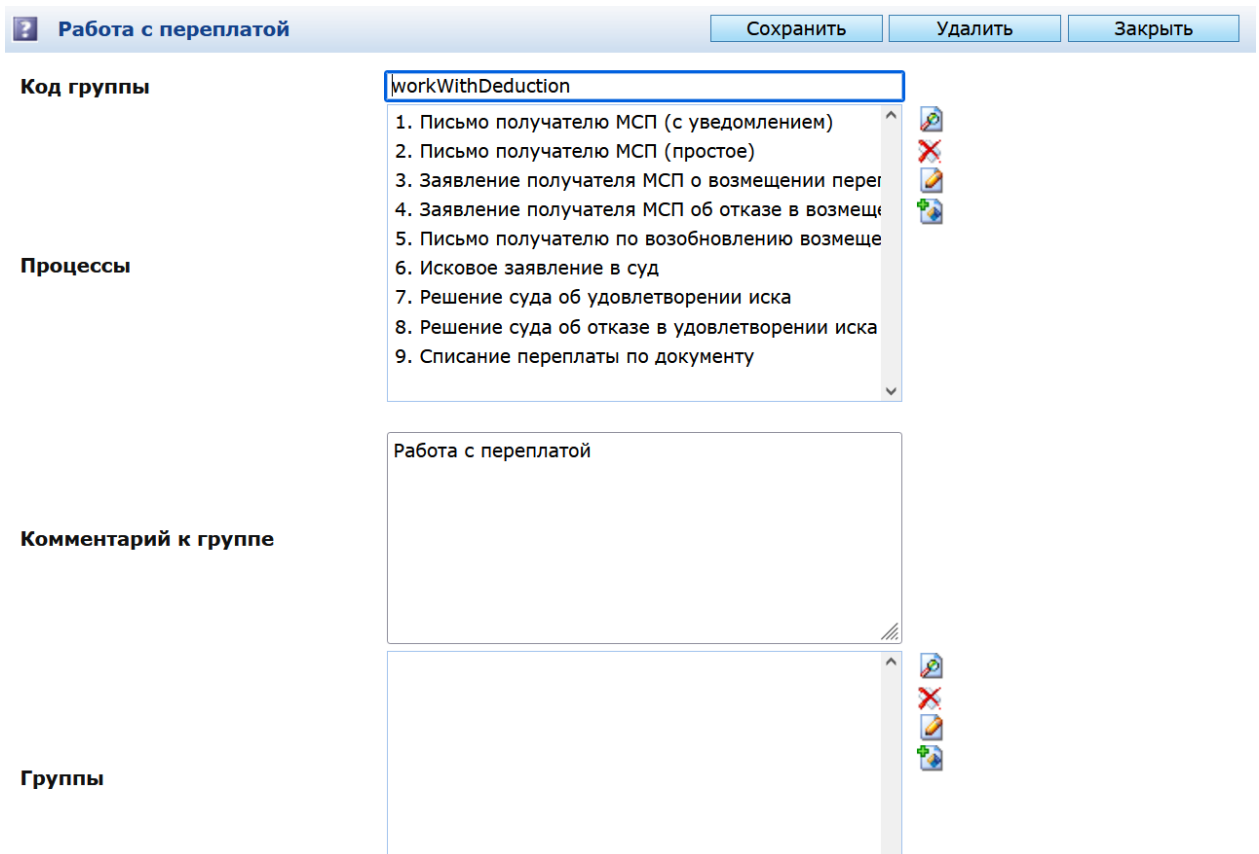 Работа с переплатой
Сохранить
Удалить
Закрыть
Код группы
workWithDeduction
Процессы
1. Письмо получателю МСП (с уведомлением)
2. Письмо получателю МСП (простое)
3. Заявление получателя МСП о возмещении
4. Заявление получателя МСП об отказе в
5. Письмо получателю по возобновлению
6. Исковое заявление в суд
7. Решение суда об удовлетворении иска
8. Решение суда об отказе в удовлетворении иска
9. Списание переплаты по документу
Комментарий к группе
Работа с переплатой
Группы